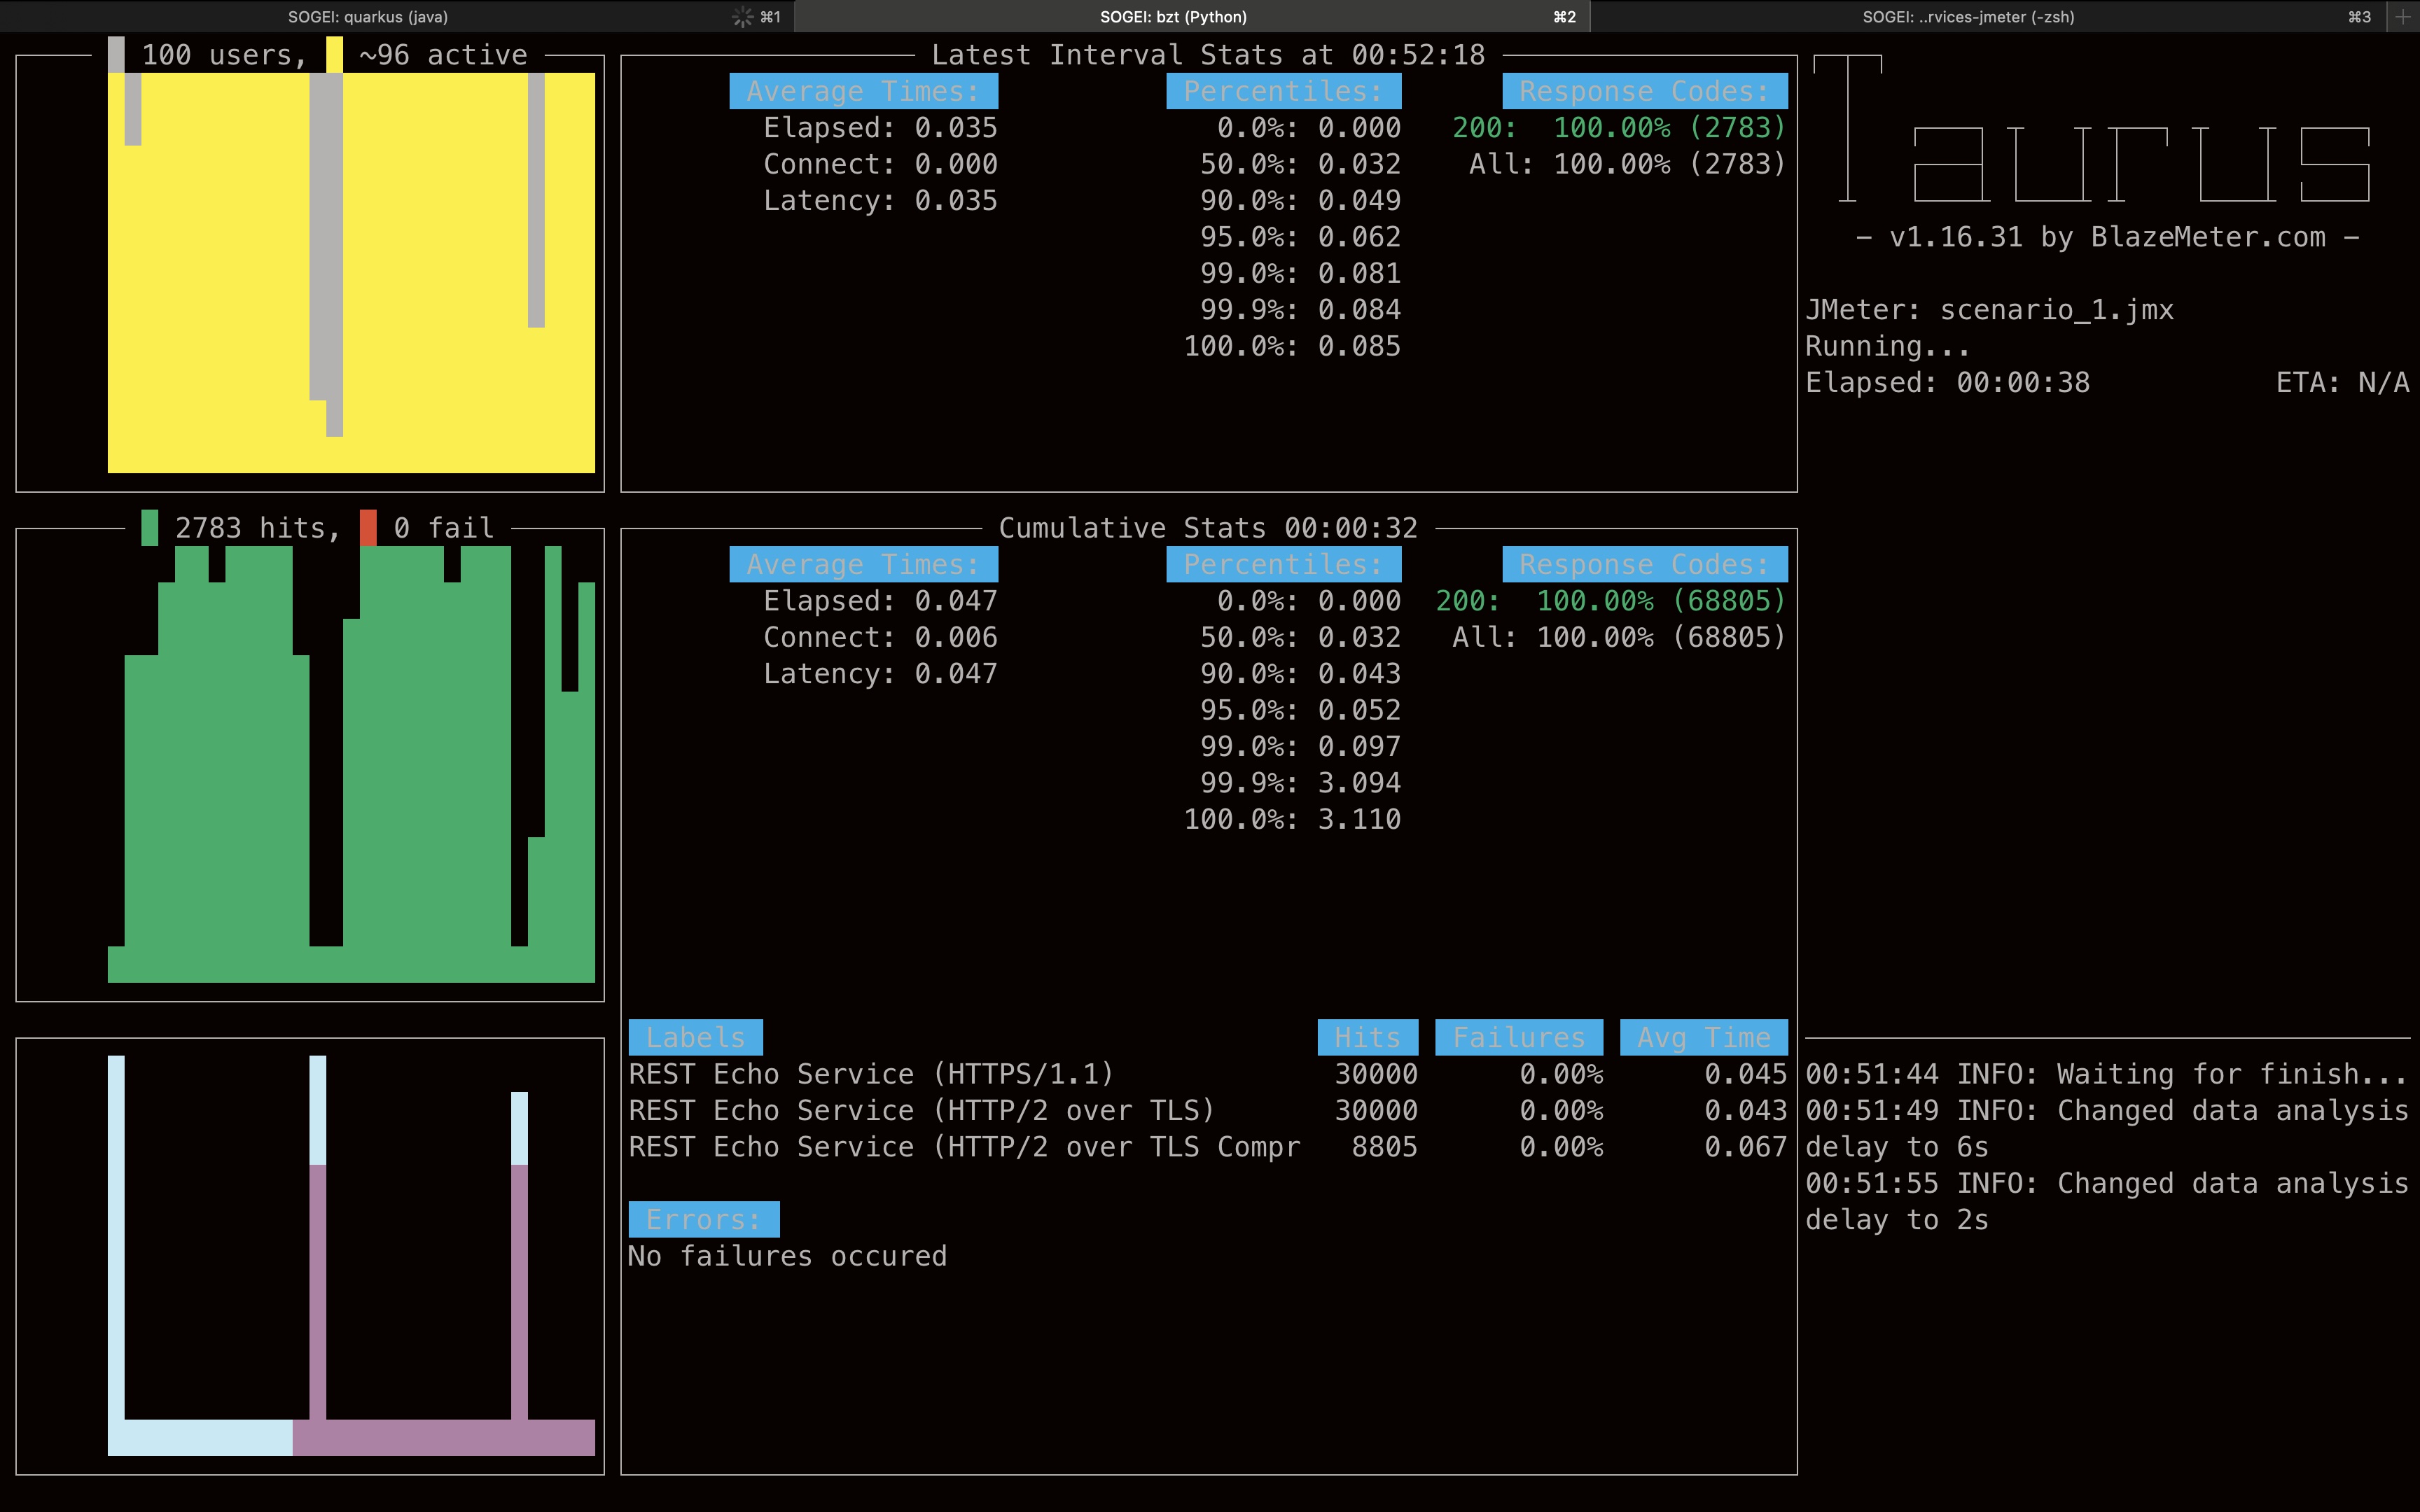 SOGEI: quarkus (java) ⌘1
SOGEI: bzt (Python) ⌘2
SOGEI: ..rvices-jmeter (-zsh) ⌘3
100 users, ~96 active
2783 hits, 0 fail
Latest Interval Stats at 00:52:18
Average Times: Percentiles: Response Codes:
Elapsed: 0.035 0.0%: 0.000 200: 100.00% (2783)
Connect: 0.000 50.0%: 0.032 All: 100.00% (2783)
Latency: 0.035 90.0%: 0.049
95.0%: 0.062
99.0%: 0.081
99.9%: 0.084
100.0%: 0.085
Cumulative Stats 00:00:32
Average Times: Percentiles: Response Codes:
Elapsed: 0.047 0.0%: 0.000 200: 100.00% (68805)
Connect: 0.006 50.0%: 0.032 All: 100.00% (68805)
Latency: 0.047 90.0%: 0.043
95.0%: 0.052
99.0%: 0.097
99.9%: 3.094
100.0%: 3.110
Labels Hits Failures Avg Time
REST Echo Service (HTTPS/1.1) 30000 0.00% 0.045
REST Echo Service (HTTP/2 over TLS) 30000 0.00% 0.043
REST Echo Service (HTTP/2 over TLS Compr 8805 0.00% 0.067
Errors:
No failures occured
Taurus
- v1.16.31 by BlazeMeter.com -
JMeter: scenario_1.jmx
Running...
Elapsed: 00:00:38 ETA: N/A
00:51:44 INFO: Waiting for finish...
00:51:49 INFO: Changed data analysis
delay to 6s
00:51:55 INFO: Changed data analysis
delay to 2s